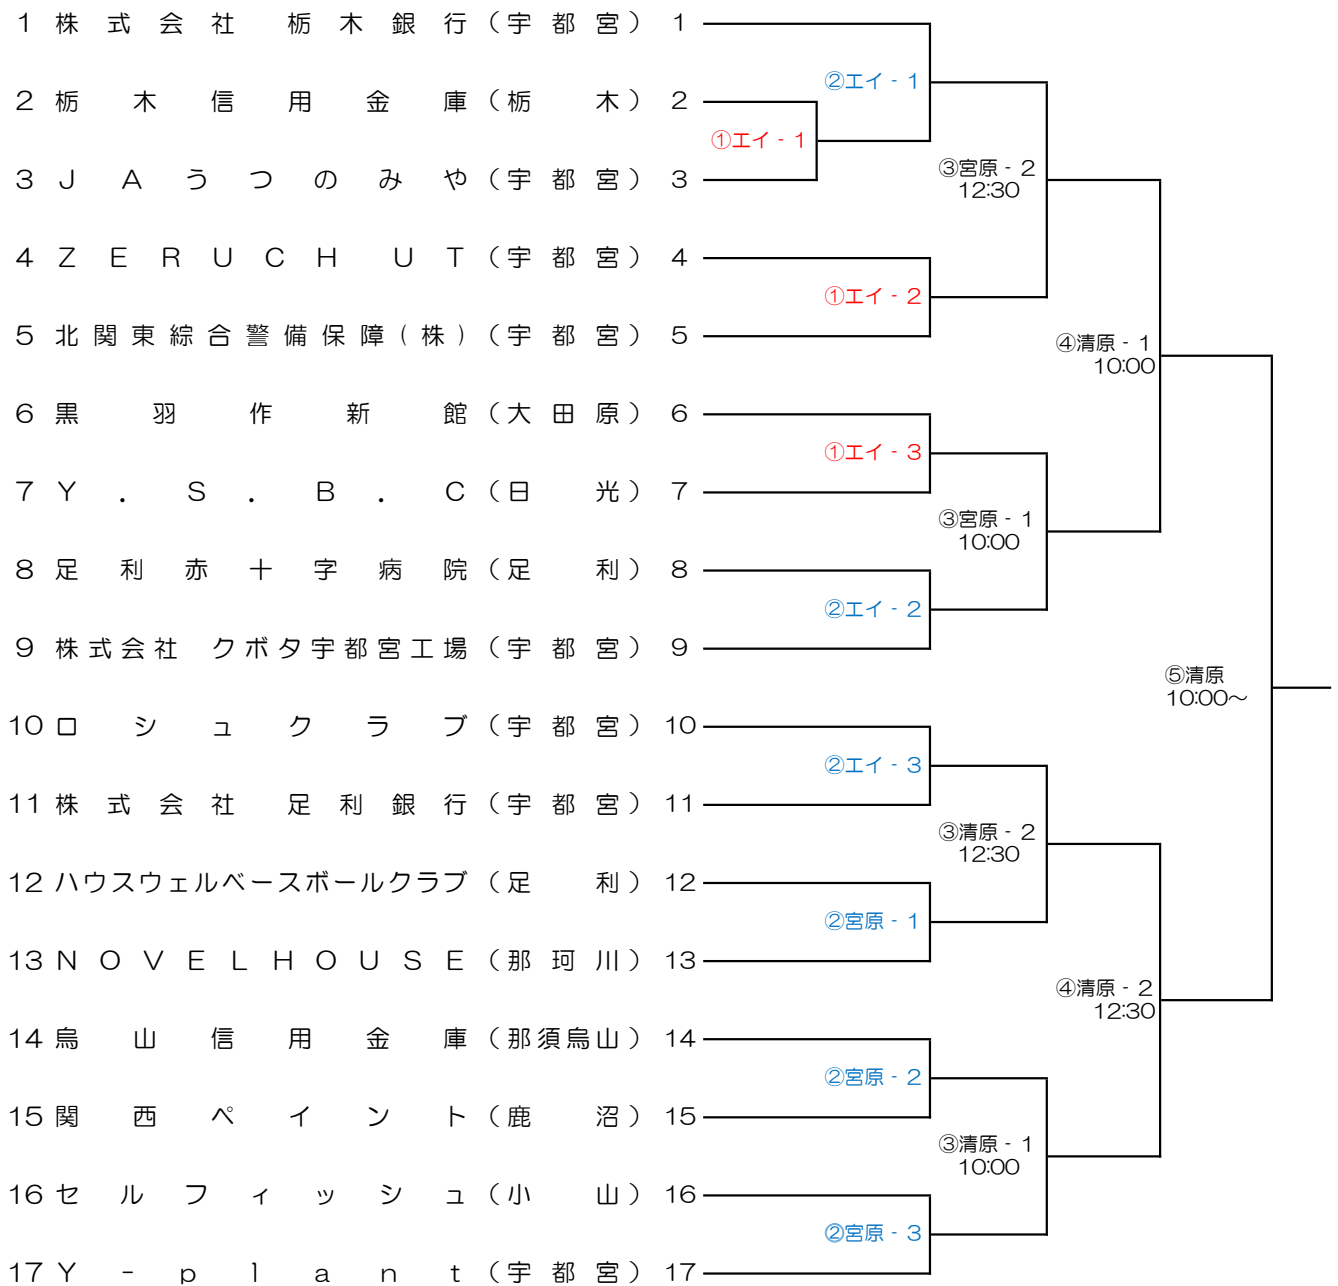 1 株式会社 栃木銀行（宇都宮） 1
②エイ - 1
2 栃木信用金庫（栃木） 2
①エイ - 1
3 ＪＡうつのみや（宇都宮） 3
③宮原 - 2
12:30
4 ＺＥＲＵＣＨ ＵＴ（宇都宮） 4
①エイ - 2
5 北関東綜合警備保障(株)（宇都宮） 5
④清原 - 1
10:00
6 黒羽作新館（大田原） 6
①エイ - 3
7 Ｙ．Ｓ．Ｂ．Ｃ（日光） 7
③宮原 - 1
10:00
8 足利赤十字病院（足利） 8
②エイ - 2
9 株式会社 クボタ宇都宮工場（宇都宮） 9
⑤清原
10:00～
10 ロシュクラブ（宇都宮） 10
②エイ - 3
11 株式会社 足利銀行（宇都宮） 11
③清原 - 2
12:30
12 ハウスウェルベースボールクラブ（足利） 12
②宮原 - 1
13 ＮＯＶＥＬＨＯＵＳＥ（那珂川） 13
④清原 - 2
12:30
14 烏山信用金庫（那須烏山） 14
②宮原 - 2
15 関西ペイント（鹿沼） 15
③清原 - 1
10:00
16 セルフィッシュ（小山） 16
②宮原 - 3
17 Ｙ-ｐｌａｎｔ（宇都宮） 17